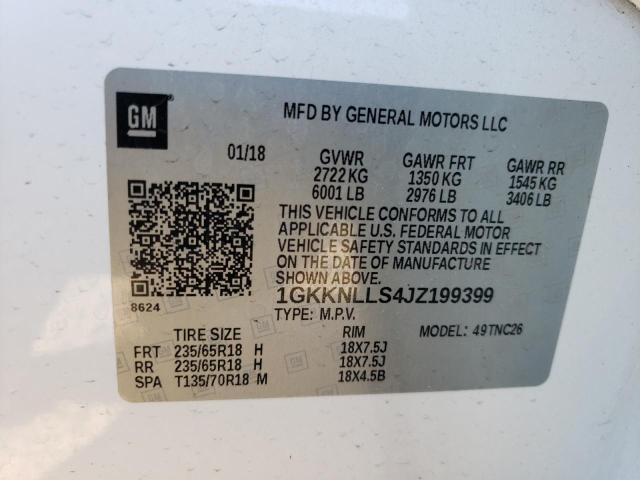 GM
MFD BY GENERAL MOTORS LLC
01/18 GVWR GAWR FRT GAWR RR
2722 KG 1350 KG 1545 KG
6001 LB 2976 LB 3406 LB
THIS VEHICLE CONFORMS TO ALL
APPLICABLE U.S. FEDERAL MOTOR
VEHICLE SAFETY STANDARDS IN EFFECT
ON THE DATE OF MANUFACTURE
SHOWN ABOVE.
8624
1GKKNLLS4JZ199399
TYPE: M.P.V. MODEL: 49TNC26
TIRE SIZE RIM
FRT 235/65R18 H 18X7.5J
RR 235/65R18 H 18X7.5J
SPA T135/70R18 M 18X4.5B